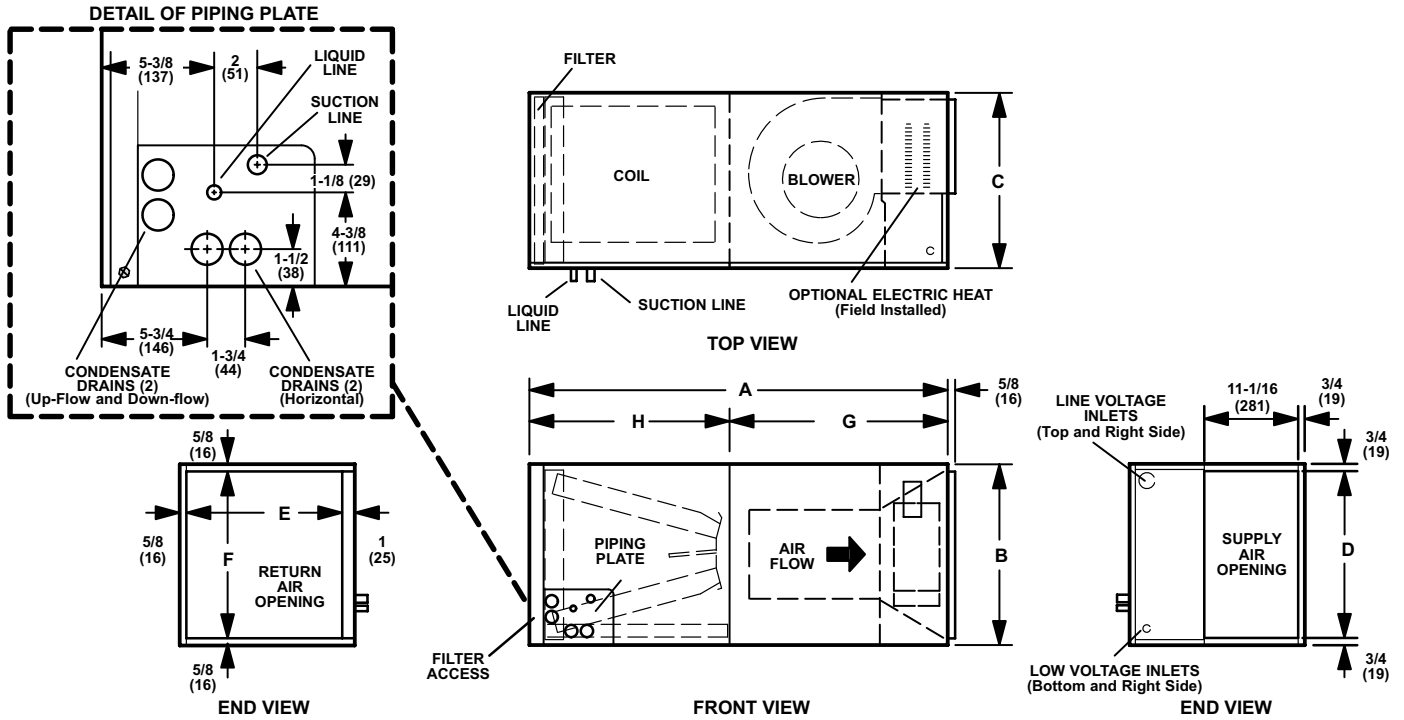 DETAIL OF PIPING PLATE
5-3/8
(137)
2
(51)
LIQUID
LINE
SUCTION
LINE
1-1/8 (29)
4-3/8
(111)
1-1/2
(38)
5-3/4
(146)
1-3/4
(44)
CONDENSATE
DRAINS (2)
(Up-Flow and Down-flow)
CONDENSATE
DRAINS (2)
(Horizontal)
FILTER
COIL
BLOWER
C
LIQUID
LINE
SUCTION LINE
OPTIONAL ELECTRIC HEAT
(Field Installed)
TOP VIEW
5/8
(16)
5/8
(16)
E
F
1
(25)
RETURN
AIR
OPENING
5/8
(16)
END VIEW
A
5/8
(16)
H
G
PIPING
PLATE
AIR
FLOW
B
FILTER
ACCESS
FRONT VIEW
LINE VOLTAGE
INLETS
(Top and Right Side)
11-1/16
(281)
3/4
(19)
3/4
(19)
SUPPLY
AIR
OPENING
D
3/4
(19)
LOW VOLTAGE INLETS
(Bottom and Right Side)
END VIEW